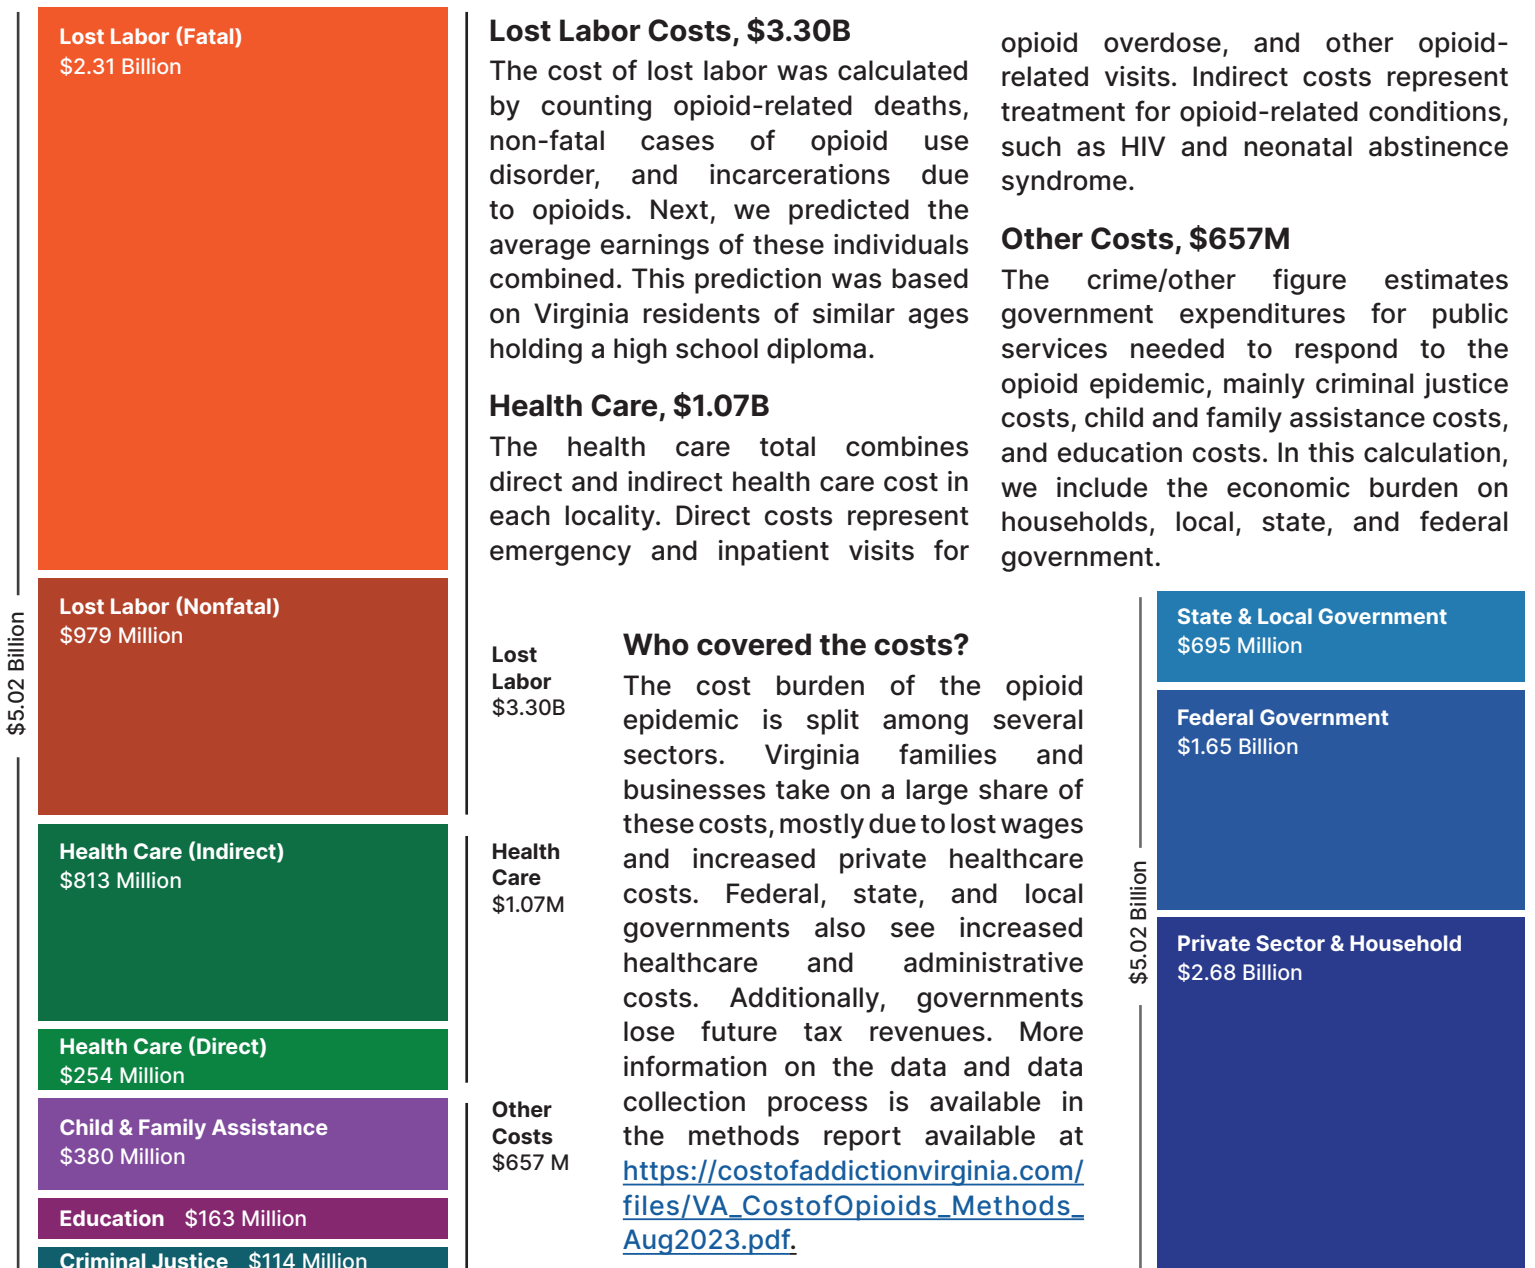 $5.02 Billion
Lost Labor (Fatal)
$2.31 Billion
Lost Labor (Nonfatal)
$979 Million
Health Care (Indirect)
$813 Million
Health Care (Direct)
$254 Million
Child & Family Assistance
$380 Million
Education $163 Million
Criminal Justice $114 Million
Lost Labor Costs, $3.30B
The cost of lost labor was calculated
by counting opioid-related deaths,
non-fatal cases of opioid use
disorder, and incarcerations due
to opioids. Next, we predicted the
average earnings of these individuals
combined. This prediction was based
on Virginia residents of similar ages
holding a high school diploma.
Health Care, $1.07B
The health care total combines
direct and indirect health care cost in
each locality. Direct costs represent
emergency and inpatient visits for
opioid overdose, and other opioid-
related visits. Indirect costs represent
treatment for opioid-related conditions,
such as HIV and neonatal abstinence
syndrome.
Other Costs, $657M
The crime/other figure estimates
government expenditures for public
services needed to respond to the
opioid epidemic, mainly criminal justice
costs, child and family assistance costs,
and education costs. In this calculation,
we include the economic burden on
households, local, state, and federal
government.
Lost
Labor
$3.30B
Health
Care
$1.07M
Other
Costs
$657 M
Who covered the costs?
The cost burden of the opioid
epidemic is split among several
sectors. Virginia families and
businesses take on a large share of
these costs, mostly due to lost wages
and increased private healthcare
costs. Federal, state, and local
governments also see increased
healthcare and administrative
costs. Additionally, governments
lose future tax revenues. More
information on the data and data
collection process is available in
the methods report available at
https://costofaddictionvirginia.com/
files/VA_CostofOpioids_Methods_
Aug2023.pdf.
$5.02 Billion
State & Local Government
$695 Million
Federal Government
$1.65 Billion
Private Sector & Household
$2.68 Billion